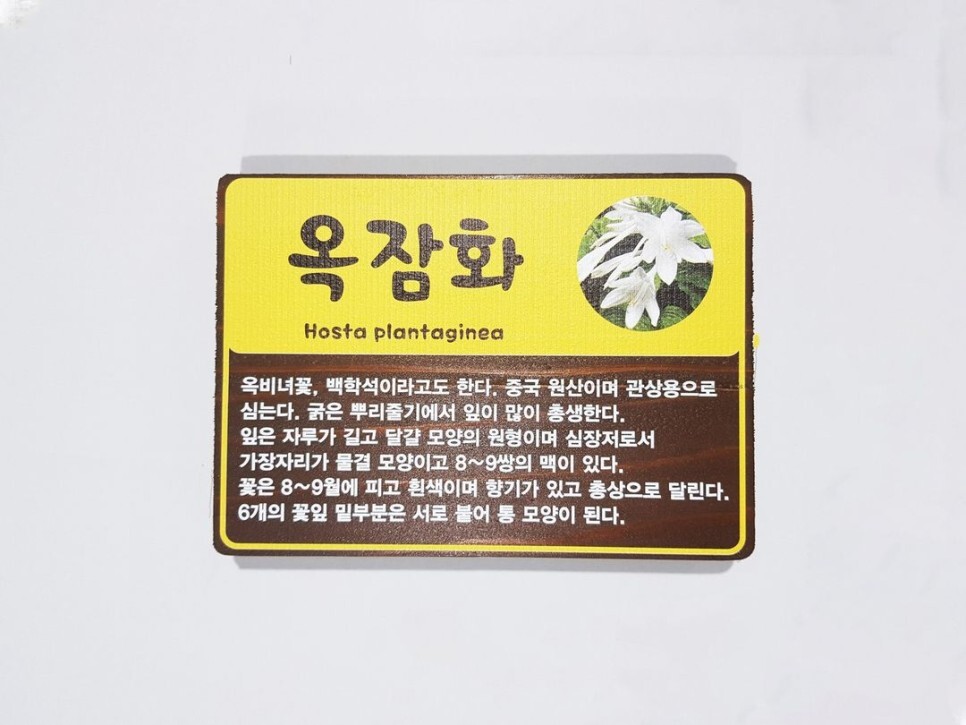 옥잠화
Hosta plantaginea
옥비녀꽃, 백학석이라고도 한다. 중국 원산이며 관상용으로
심는다. 굵은 뿌리줄기에서 잎이 많이 총생한다.
잎은 자루가 길고 달걀 모양의 원형이며 심장저로서
가장자리가 물결 모양이고 8~9쌍의 맥이 있다.
꽃은 8~9월에 피고 흰색이며 향기가 있고 총상으로 달린다.
6개의 꽃잎 밑부분은 서로 붙어 통 모양이 된다.